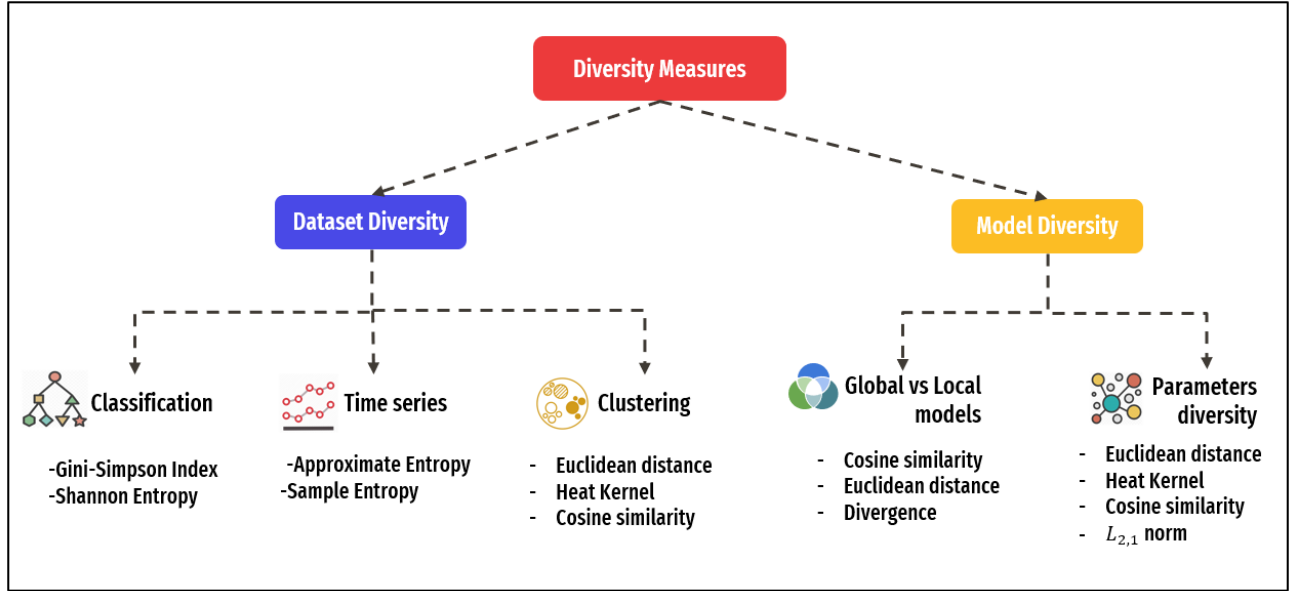 Diversity Measures
Dataset Diversity
Model Diversity
Classification
-Gini-Simpson Index
-Shannon Entropy
Time series
-Approximate Entropy
-Sample Entropy
Clustering
- Euclidean distance
- Heat Kernel
- Cosine similarity
Global vs Local
models
- Cosine similarity
- Euclidean distance
- Divergence
Parameters
diversity
- Euclidean distance
- Heat Kernel
- Cosine similarity
- L₂,₁ norm